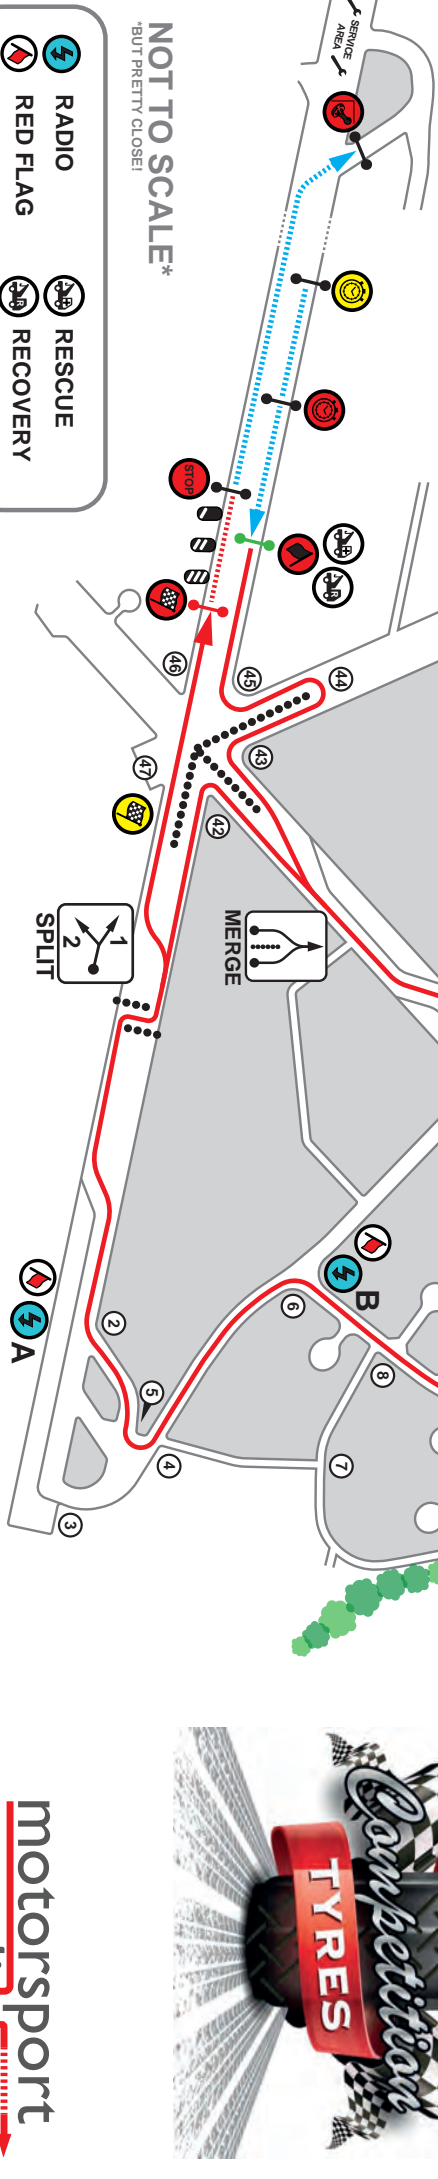 SERVICE
AREA
NOT TO SCALE*
*BUT PRETTY CLOSE!
RADIO
RED FLAG
RESCUE
RECOVERY
STOP
46
45
44
43
47
42
MERGE
1
2
SPLIT
A
B
2
6
5
8
4
7
3
Competition
TYRES
motorsport